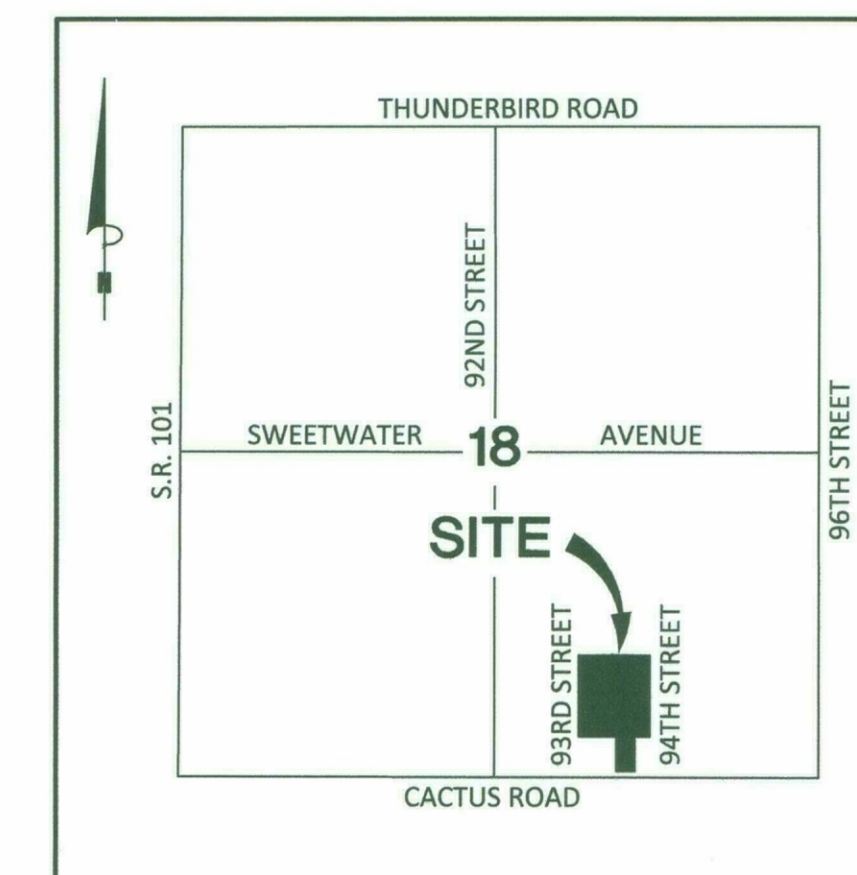 THUNDERBIRD ROAD
92ND STREET
S.R. 101
SWEETWATER
18
AVENUE
96TH STREET
SITE
93RD STREET
94TH STREET
CACTUS ROAD